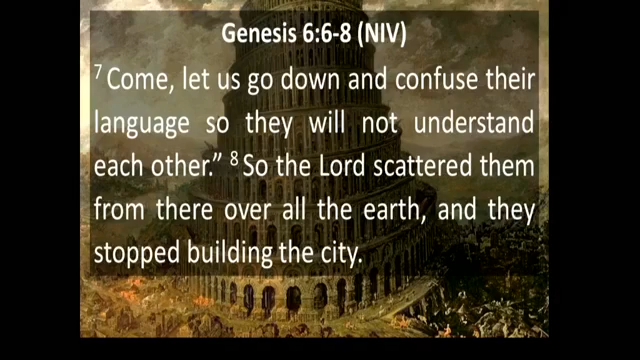 Genesis 6:6-8 (NIV)
⁷ Come, let us go down and confuse their
language so they will not understand
each other.” ⁸ So the Lord scattered them
from there over all the earth, and they
stopped building the city.